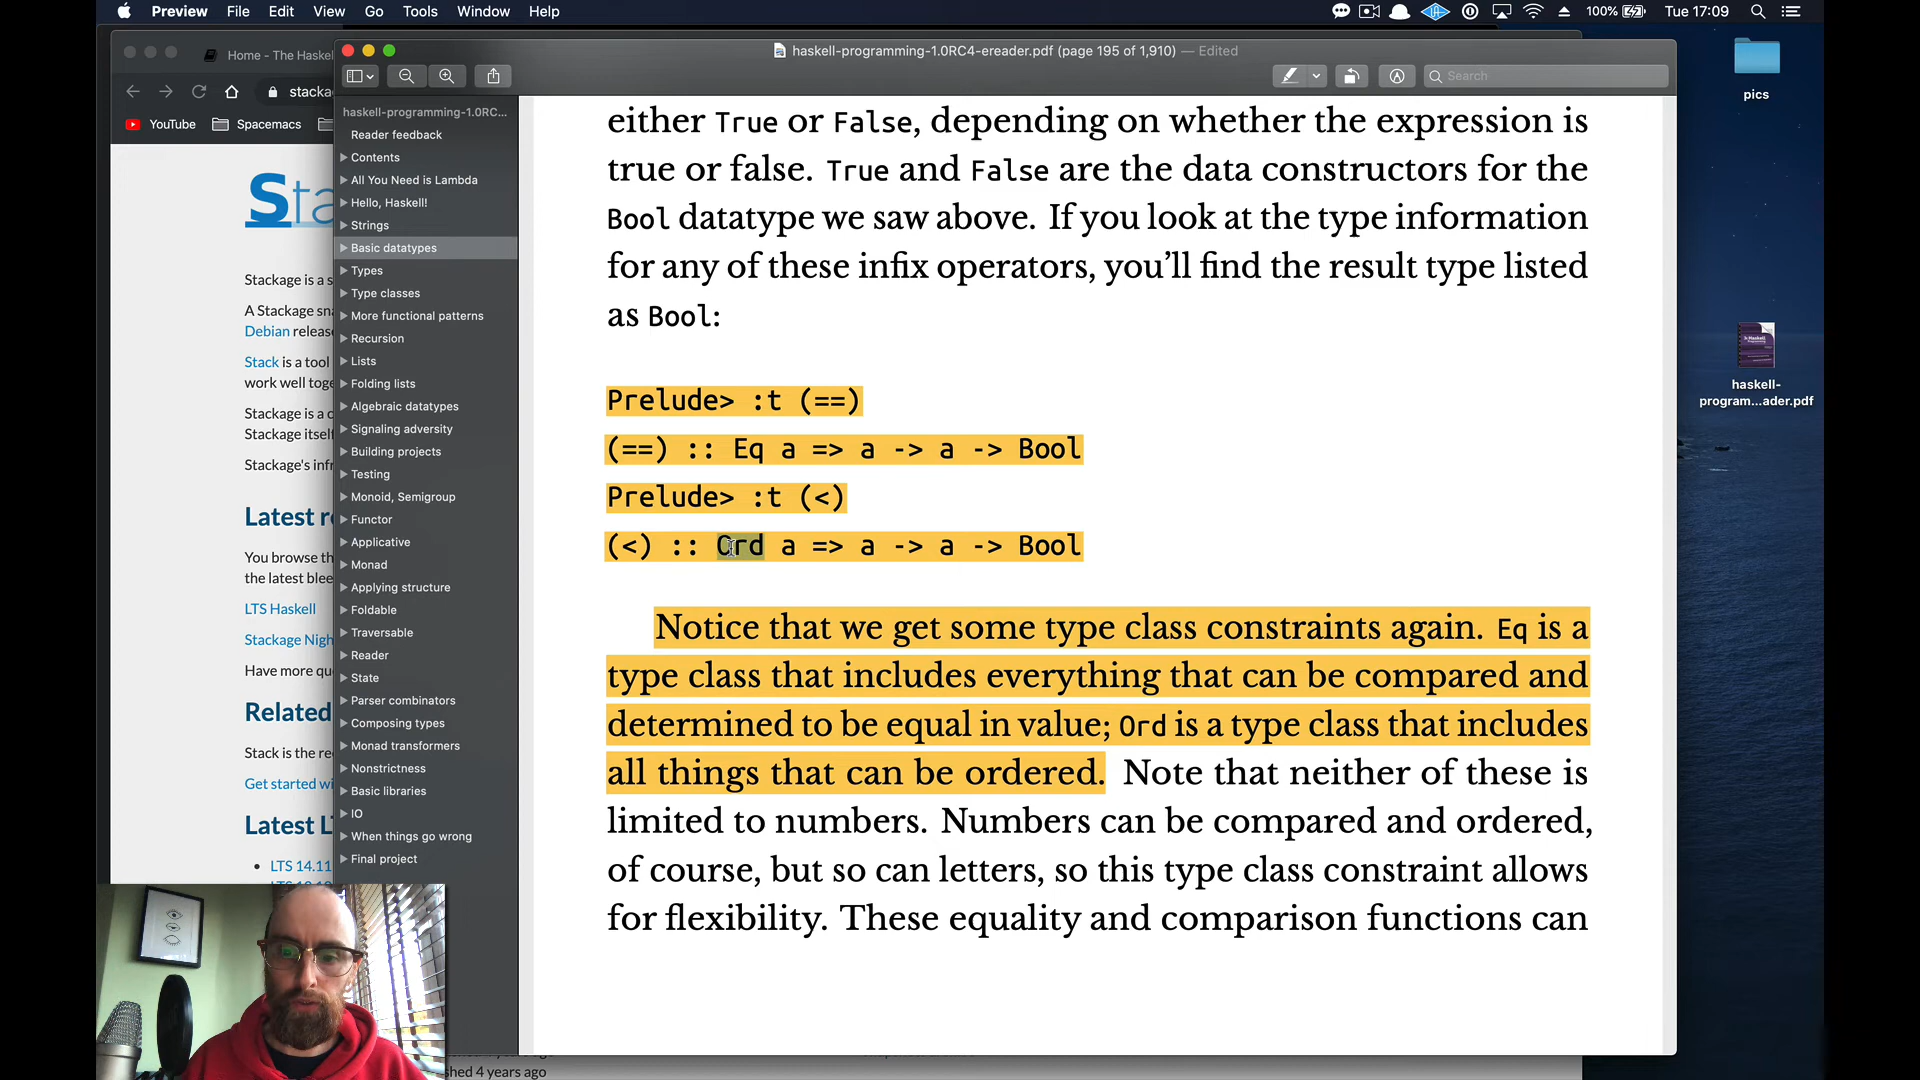 Preview File Edit View Go Tools Window Help 100% Tue 17:09
Home - The Haskel
haskell-programming-1.0RC4-ereader.pdf (page 195 of 1,910) — Edited
stacka
Search
YouTube Spacemacs
Stackage is a s
A Stackage sna
Debian release
Stack is a tool
work well toge
Stackage is a c
Stackage itself
Stackage's infr
Latest re
You browse th
the latest blee
LTS Haskell
Stackage Nigh
Have more qu
Related
Stack is the re
Get started wi
Latest L
LTS 14.11
shed 4 years ago
haskell-programming-1.0RC...
Reader feedback
Contents
All You Need is Lambda
Hello, Haskell!
Strings
Basic datatypes
Types
Type classes
More functional patterns
Recursion
Lists
Folding lists
Algebraic datatypes
Signaling adversity
Building projects
Testing
Monoid, Semigroup
Functor
Applicative
Monad
Applying structure
Foldable
Traversable
Reader
State
Parser combinators
Composing types
Monad transformers
Nonstrictness
Basic libraries
IO
When things go wrong
Final project
either True or False, depending on whether the expression is
true or false. True and False are the data constructors for the
Bool datatype we saw above. If you look at the type information
for any of these infix operators, you’ll find the result type listed
as Bool:
Prelude> :t (==)
(==) :: Eq a => a -> a -> Bool
Prelude> :t (<)
(<) :: Ord a => a -> a -> Bool
Notice that we get some type class constraints again. Eq is a
type class that includes everything that can be compared and
determined to be equal in value; Ord is a type class that includes
all things that can be ordered. Note that neither of these is
limited to numbers. Numbers can be compared and ordered,
of course, but so can letters, so this type class constraint allows
for flexibility. These equality and comparison functions can
pics
haskell-
program...ader.pdf